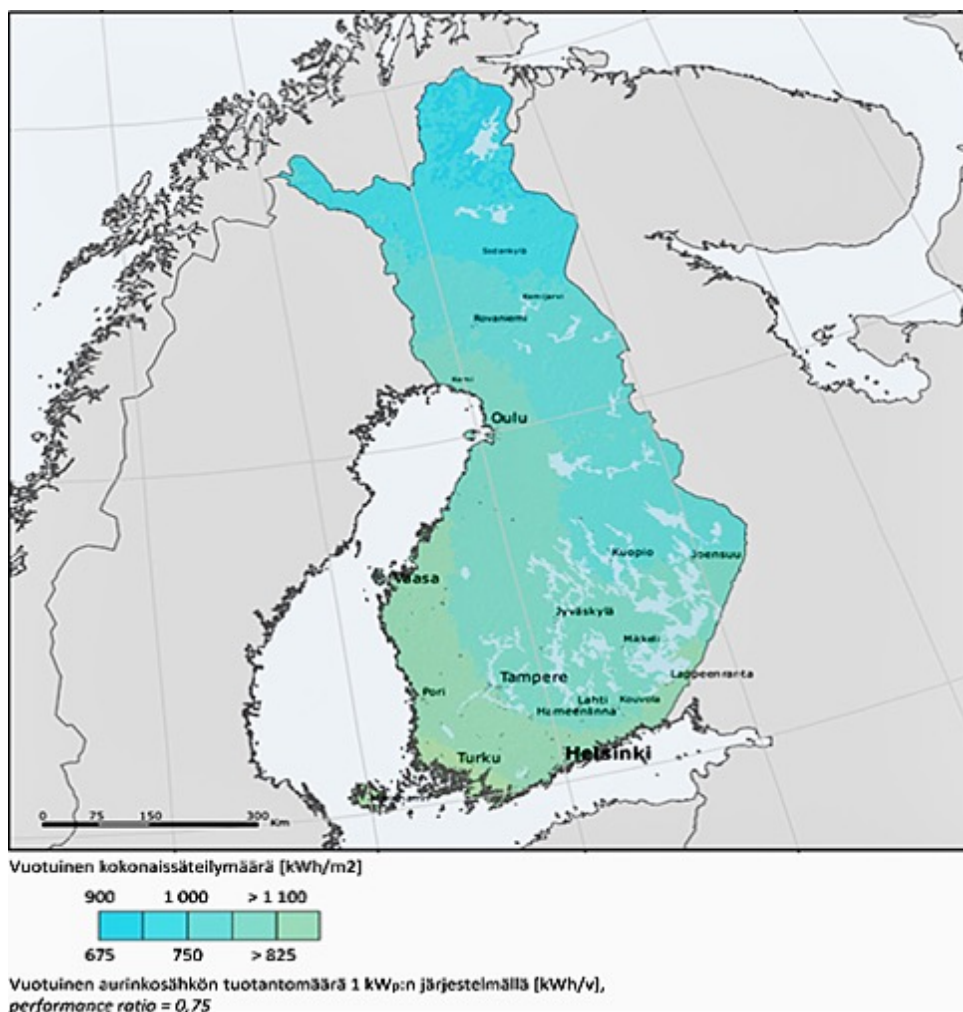 Sodankylä
Kemijärvi
Rovaniemi
Kemi
Oulu
Kuopio
Joensuu
Vaasa
Jyväskylä
Mikkeli
Lappeenranta
Tampere
Pori
Lahti
Kouvola
Hämeenlinna
Helsinki
Turku
0 75 150 300 Km
Vuotuinen kokonaissäteilymäärä [kWh/m2]
900 1 000 > 1 100
675 750 > 825
Vuotuinen aurinkosähkön tuotantomäärä 1 kWp:n järjestelmällä [kWh/v],
performance ratio = 0,75